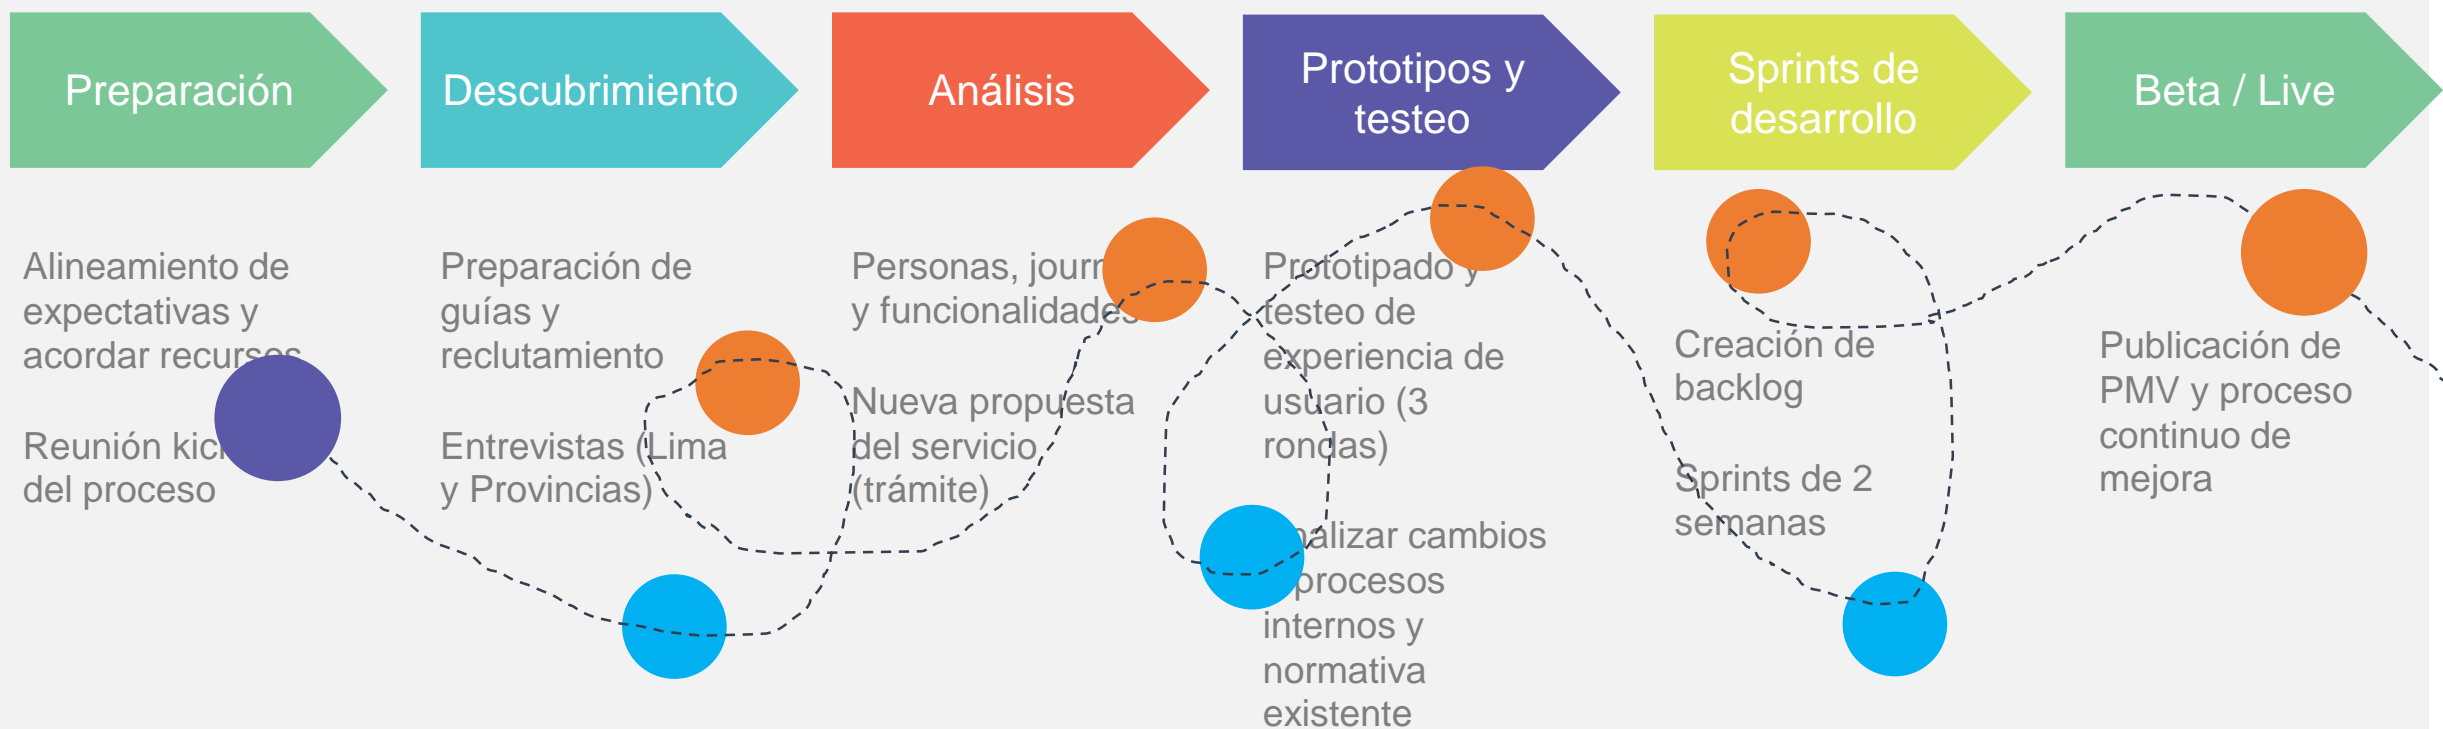 Preparación
Descubrimiento
Análisis
Prototipos y
testeo
Sprints de
desarrollo
Beta / Live
Alineamiento de
expectativas y
acordar recursos
Reunión
del proceso
Preparación de
guías y
reclutamiento
Entrevistas (Lima
y Provincias)
Personas,
y funcionalidades
Nueva propuesta
del servicio
(trámite)
Prototipado y
testeo de
experiencia de
usuario (3
rondas)
cambios
procesos
internos y
normativa
existente
Creación de
backlog
Sprints de 2
semanas
Publicación de
PMV y proceso
continuo de
mejora